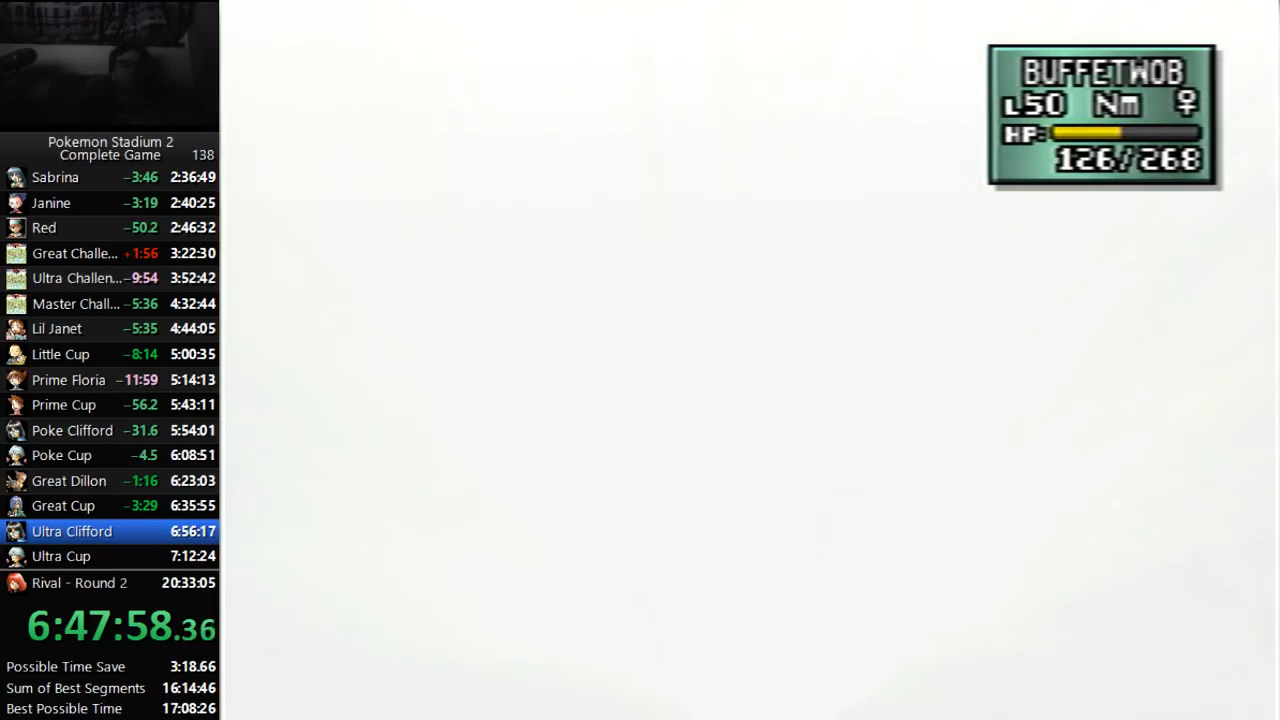 Pokemon Stadium 2
Complete Game 138
Sabrina -3:46 2:36:49
Janine -3:19 2:40:25
Red -50.2 2:46:32
Great Challe... +1:56 3:22:30
Ultra Challen... -9:54 3:52:42
Master Chall... -5:36 4:32:44
Lil Janet -5:35 4:44:05
Little Cup -8:14 5:00:35
Prime Floria -11:59 5:14:13
Prime Cup -56.2 5:43:11
Poke Clifford -31.6 5:54:01
Poke Cup -4.5 6:08:51
Great Dillon -1:16 6:23:03
Great Cup -3:29 6:35:55
Ultra Clifford 6:56:17
Ultra Cup 7:12:24
Rival - Round 2 20:33:05
6:47:58.36
Possible Time Save 3:18.66
Sum of Best Segments 16:14:46
Best Possible Time 17:08:26
BUFFETWOB
L50 Nm ♀
HP:
126/268